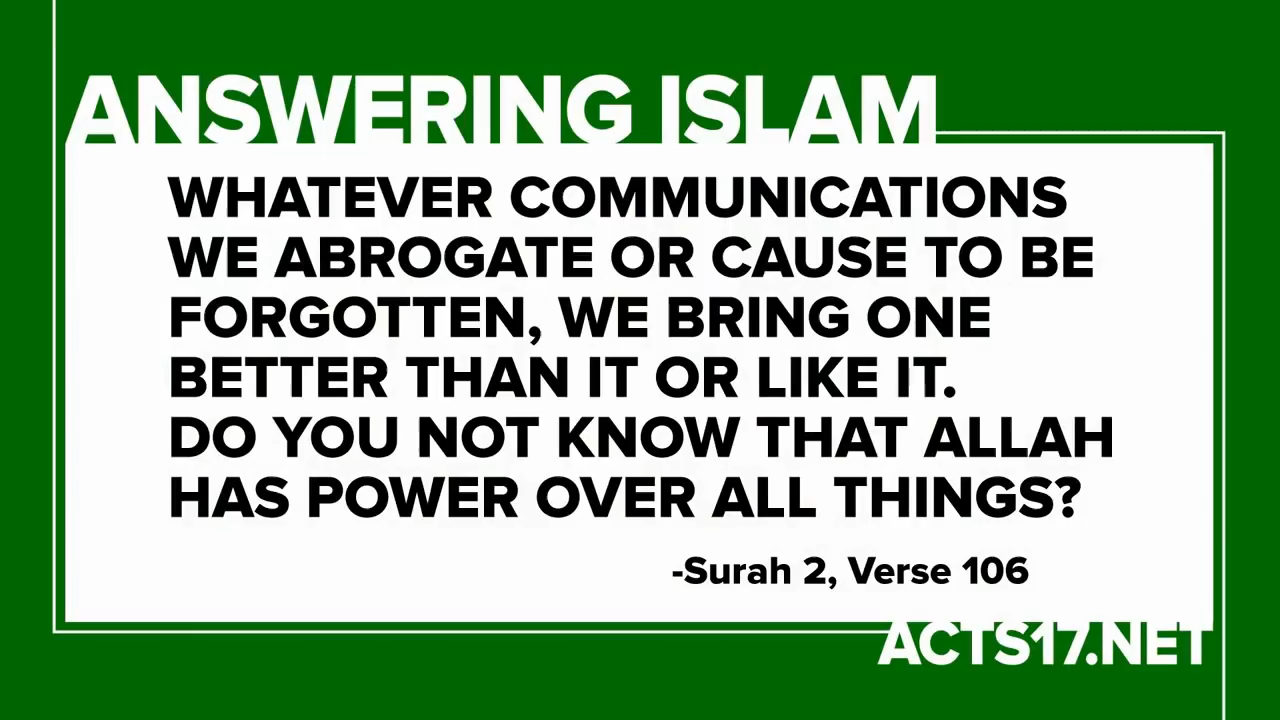 ANSWERING ISLAM
WHATEVER COMMUNICATIONS
WE ABROGATE OR CAUSE TO BE
FORGOTTEN, WE BRING ONE
BETTER THAN IT OR LIKE IT.
DO YOU NOT KNOW THAT ALLAH
HAS POWER OVER ALL THINGS?
-Surah 2, Verse 106
ACTS17.NET